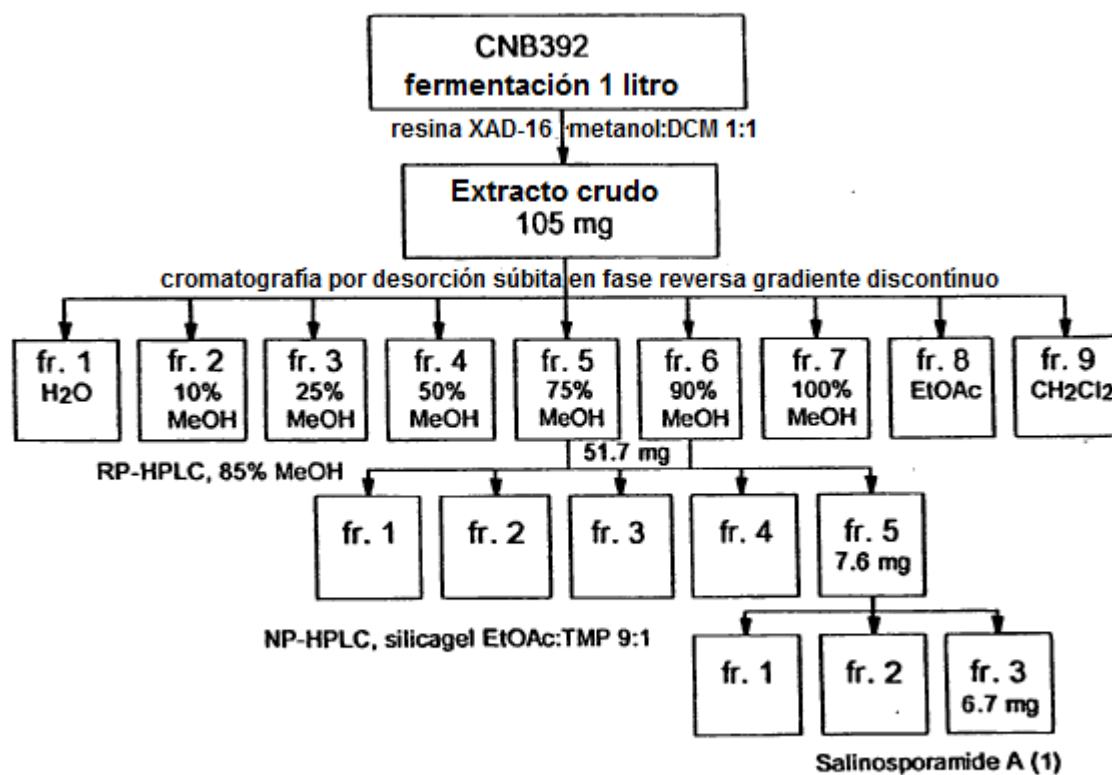 CNB392
fermentación 1 litro
resina XAD-16 metanol:DCM 1:1
Extracto crudo
105 mg
cromatografia por desorción súbita en fase reversa gradiente discontínuo
fr. 1
H2O
fr. 2
10%
MeOH
fr. 3
25%
MeOH
fr. 4
50%
MeOH
fr. 5
75%
MeOH
fr. 6
90%
MeOH
fr. 7
100%
MeOH
fr. 8
EtOAc
fr. 9
CH2Cl2
51.7 mg
RP-HPLC, 85% MeOH
fr. 1
fr. 2
fr. 3
fr. 4
fr. 5
7.6 mg
NP-HPLC, silicagel EtOAc:TMP 9:1
fr. 1
fr. 2
fr. 3
6.7 mg
Salinosporamide A (1)